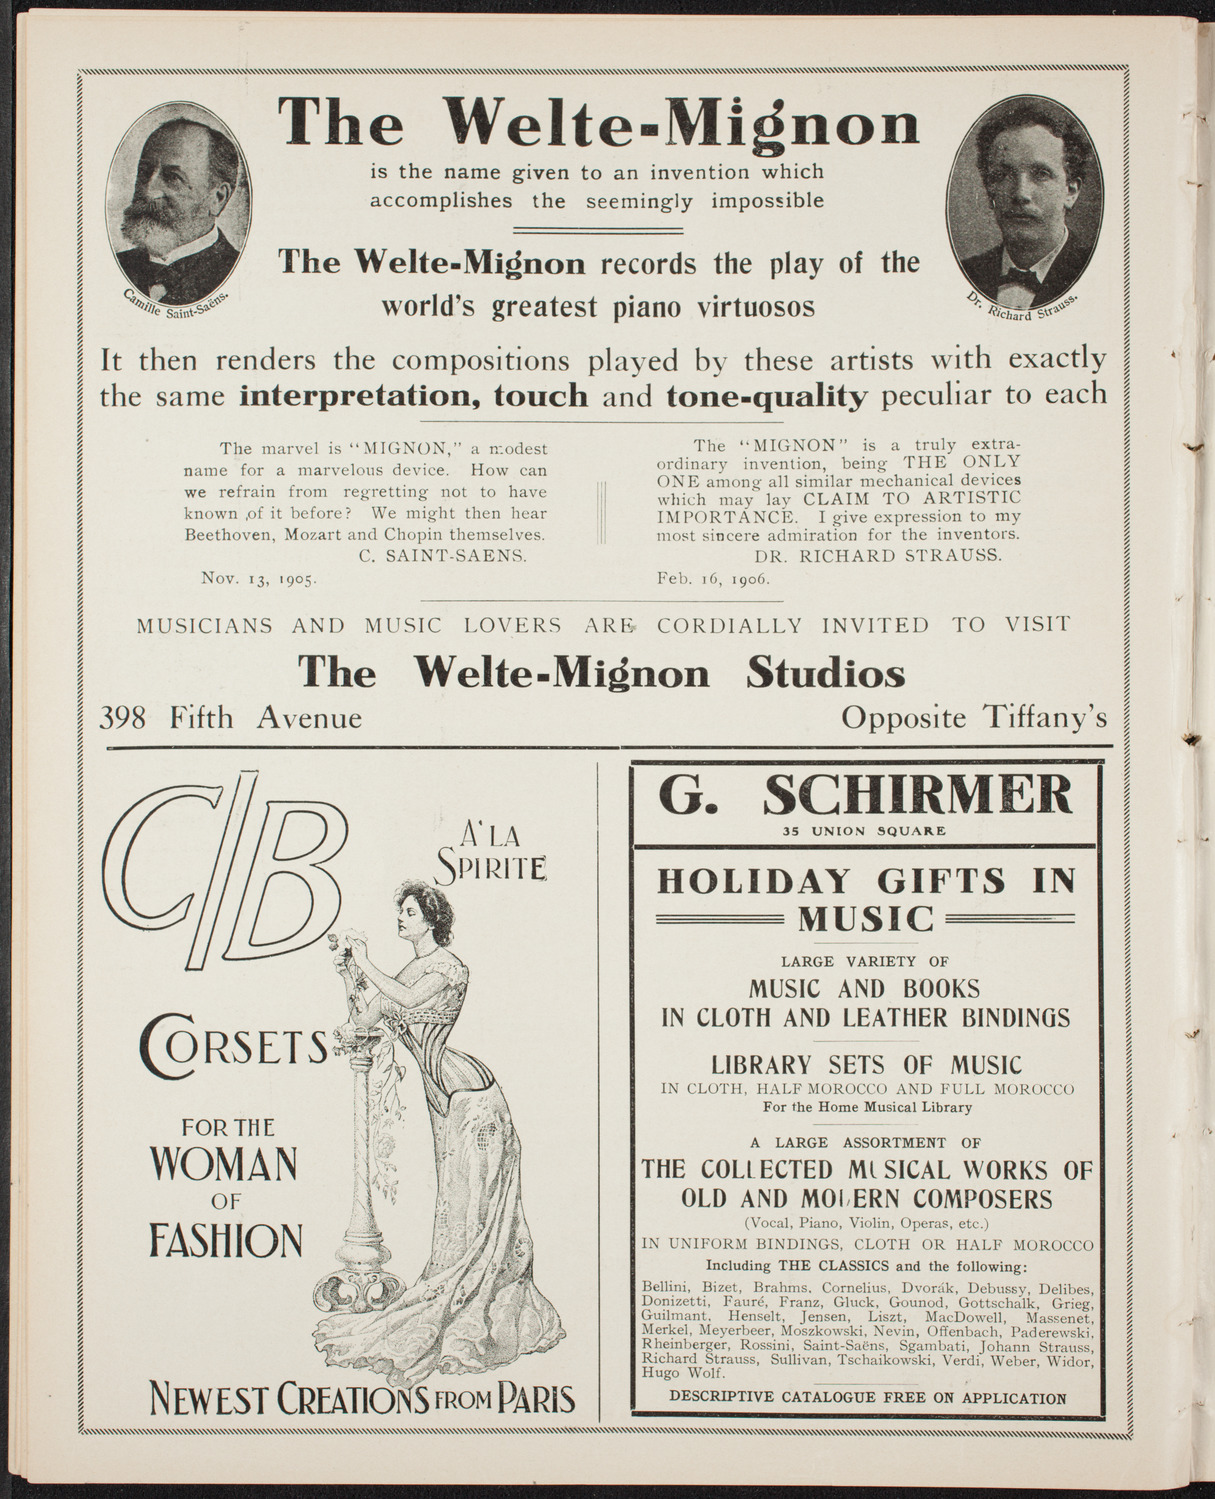 The Welte-Mignon
is the name given to an invention which
accomplishes the seemingly impossible
The Welte-Mignon records the play of the
world's greatest piano virtuosos
Camille Saint-Saëns.
Dr. Richard Strauss.
It then renders the compositions played by these artists with exactly
the same interpretation, touch and tone-quality peculiar to each
The marvel is "MIGNON," a modest
name for a marvelous device. How can
we refrain from regretting not to have
known of it before? We might then hear
Beethoven, Mozart and Chopin themselves.
C. SAINT-SAENS.
Nov. 13, 1905.
The "MIGNON" is a truly extra-
ordinary invention, being THE ONLY
ONE among all similar mechanical devices
which may lay CLAIM TO ARTISTIC
IMPORTANCE. I give expression to my
most sincere admiration for the inventors.
DR. RICHARD STRAUSS.
Feb. 16, 1906.
MUSICIANS AND MUSIC LOVERS ARE CORDIALLY INVITED TO VISIT
The Welte-Mignon Studios
398 Fifth Avenue Opposite Tiffany's
C/B
A' LA
SPIRITE
CORSETS
FOR THE
WOMAN
OF
FASHION
NEWEST CREATIONS FROM PARIS
G. SCHIRMER
35 UNION SQUARE
HOLIDAY GIFTS IN
MUSIC
LARGE VARIETY OF
MUSIC AND BOOKS
IN CLOTH AND LEATHER BINDINGS
LIBRARY SETS OF MUSIC
IN CLOTH, HALF MOROCCO AND FULL MOROCCO
For the Home Musical Library
A LARGE ASSORTMENT OF
THE COLLECTED MUSICAL WORKS OF
OLD AND MODERN COMPOSERS
(Vocal, Piano, Violin, Operas, etc.)
IN UNIFORM BINDINGS, CLOTH OR HALF MOROCCO
Including THE CLASSICS and the following:
Bellini, Bizet, Brahms, Cornelius, Dvorák, Debussy, Delibes,
Donizetti, Fauré, Franz, Gluck, Gounod, Gottschalk, Grieg,
Guilmant, Henselt, Jensen, Liszt, MacDowell, Massenet,
Merkel, Meyerbeer, Moszkowski, Nevin, Offenbach, Paderewski,
Rheinberger, Rossini, Saint-Saëns, Sgambati, Johann Strauss,
Richard Strauss, Sullivan, Tschaikowski, Verdi, Weber, Widor,
Hugo Wolf.
DESCRIPTIVE CATALOGUE FREE ON APPLICATION